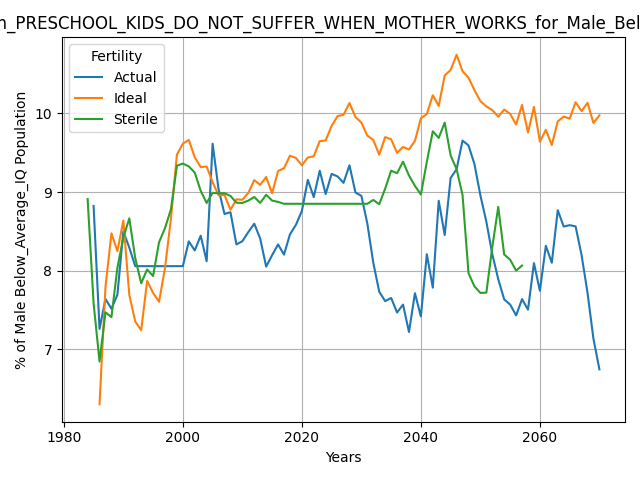 n_PRESCHOOL_KIDS_DO_NOT_SUFFER_WHEN_MOTHER_WORKS_for_Male_Bel
Fertility
Actual
Ideal
Sterile
% of Male Below_Average_IQ Population
10
9
8
7
1980
2000
2020
2040
2060
Years